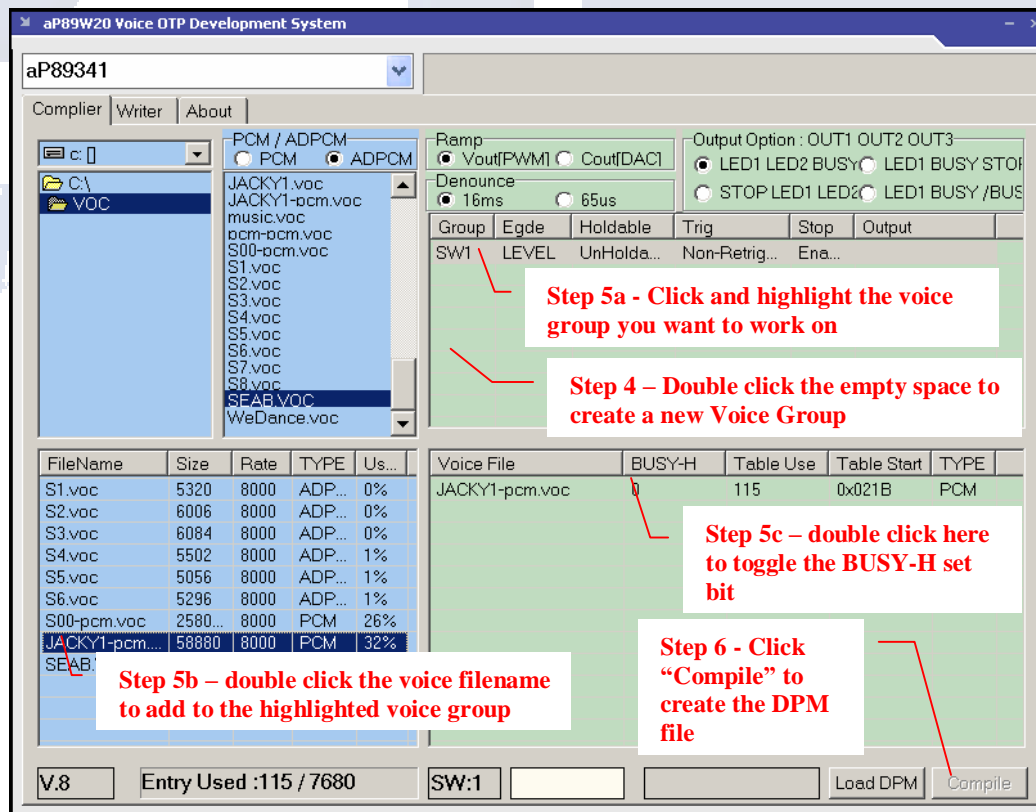 aP89W20 Voice OTP Development System
aP89341
Complier Writer About
c: []
C:\
VOC
PCM / ADPCM
PCM ADPCM
JACKY1.voc
JACKY1-pcm.voc
music.voc
pcm-pcm.voc
S00-pcm.voc
S1.voc
S2.voc
S3.voc
S4.voc
S5.voc
S6.voc
S7.voc
S8.voc
SEAB.VOC
WeDance.voc
Ramp
Vout[PWM] Cout[DAC]
Denounce
16ms 65us
Output Option : OUT1 OUT2 OUT3
LED1 LED2 BUSY LED1 BUSY STOP
STOP LED1 LED2 LED1 BUSY /BUS
Group Egde Holdable Trig Stop Output
SW1 LEVEL UnHolda... Non-Retrig... Ena...
Step 5a - Click and highlight the voice
group you want to work on
Step 4 – Double click the empty space to
create a new Voice Group
FileName Size Rate TYPE Us...
S1.voc 5320 8000 ADP... 0%
S2.voc 6006 8000 ADP... 0%
S3.voc 6084 8000 ADP... 0%
S4.voc 5502 8000 ADP... 1%
S5.voc 5056 8000 ADP... 1%
S6.voc 5296 8000 ADP... 1%
S00-pcm.voc 2580... 8000 PCM 26%
JACKY1-pcm.... 58880 8000 PCM 32%
SEAB.
Step 5b – double click the voice filename
to add to the highlighted voice group
Voice File BUSY-H Table Use Table Start TYPE
JACKY1-pcm.voc 0 115 0x021B PCM
Step 5c – double click here
to toggle the BUSY-H set
bit
Step 6 - Click
“Compile” to
create the DPM
file
V.8 Entry Used :115 / 7680 SW:1 Load DPM Compile